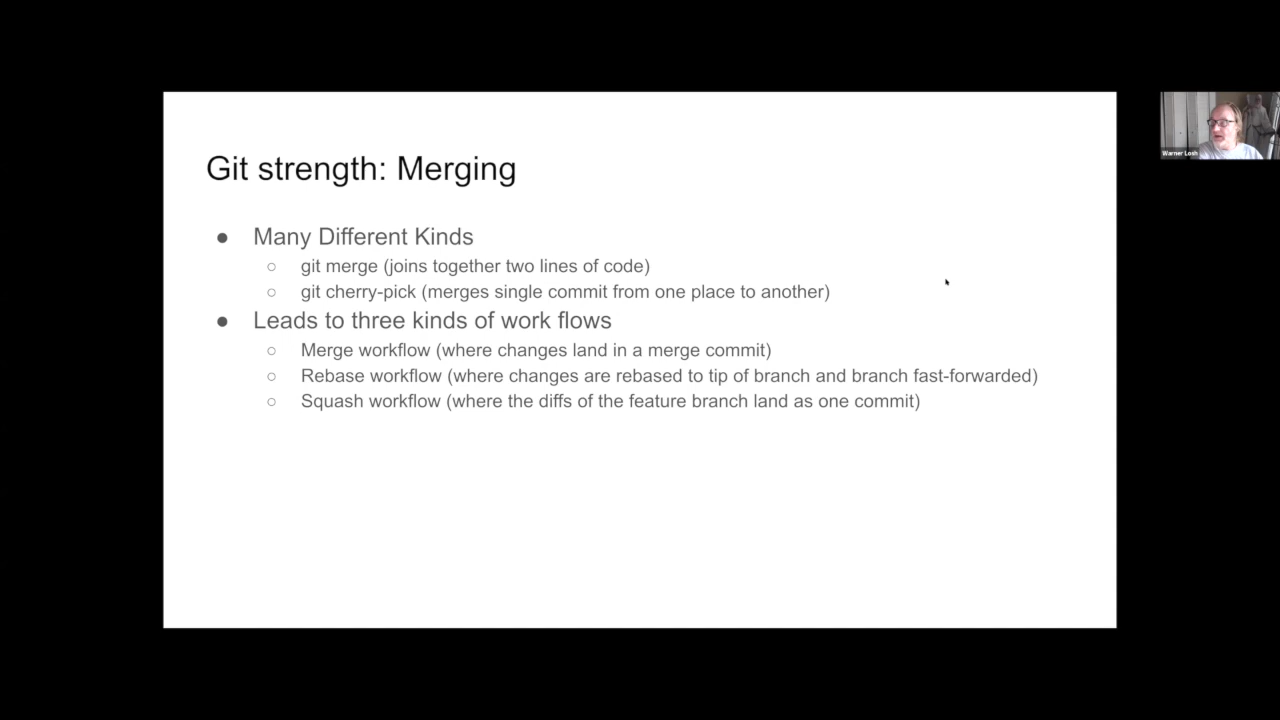 Git strength: Merging
● Many Different Kinds
○ git merge (joins together two lines of code)
○ git cherry-pick (merges single commit from one place to another)
● Leads to three kinds of work flows
○ Merge workflow (where changes land in a merge commit)
○ Rebase workflow (where changes are rebased to tip of branch and branch fast-forwarded)
○ Squash workflow (where the diffs of the feature branch land as one commit)
Warner Losh